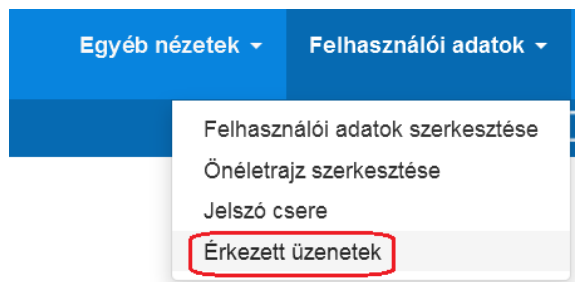 Egyéb nézetek Felhasználói adatok
Felhasználói adatok szerkesztése
Önéletrajz szerkesztése
Jelszó csere
Érkezett üzenetek